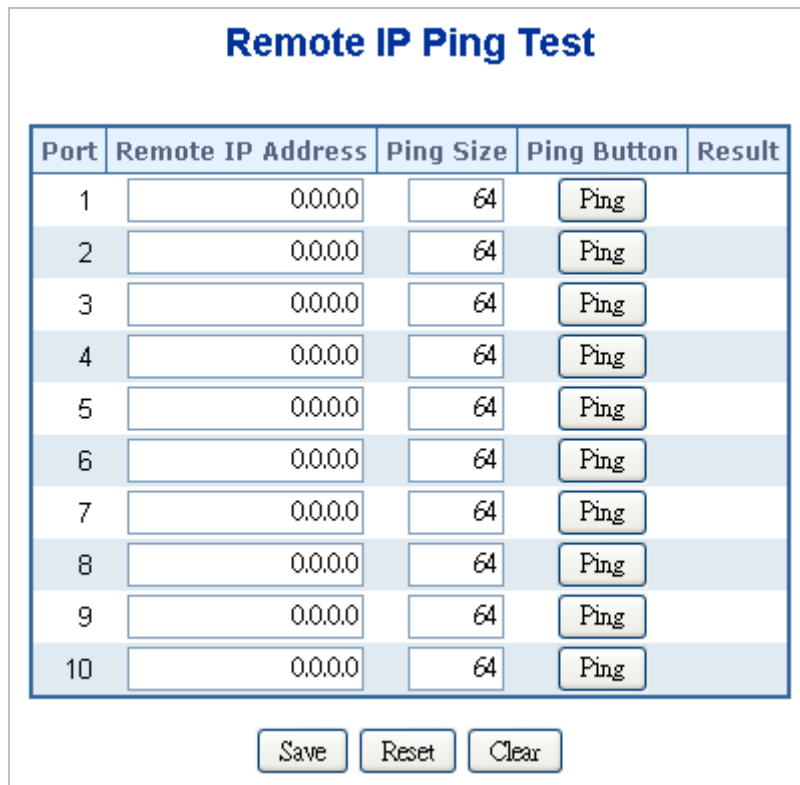 Remote IP Ping Test
Port Remote IP Address Ping Size Ping Button Result
1 0.0.0.0 64 Ping
2 0.0.0.0 64 Ping
3 0.0.0.0 64 Ping
4 0.0.0.0 64 Ping
5 0.0.0.0 64 Ping
6 0.0.0.0 64 Ping
7 0.0.0.0 64 Ping
8 0.0.0.0 64 Ping
9 0.0.0.0 64 Ping
10 0.0.0.0 64 Ping
Save Reset Clear